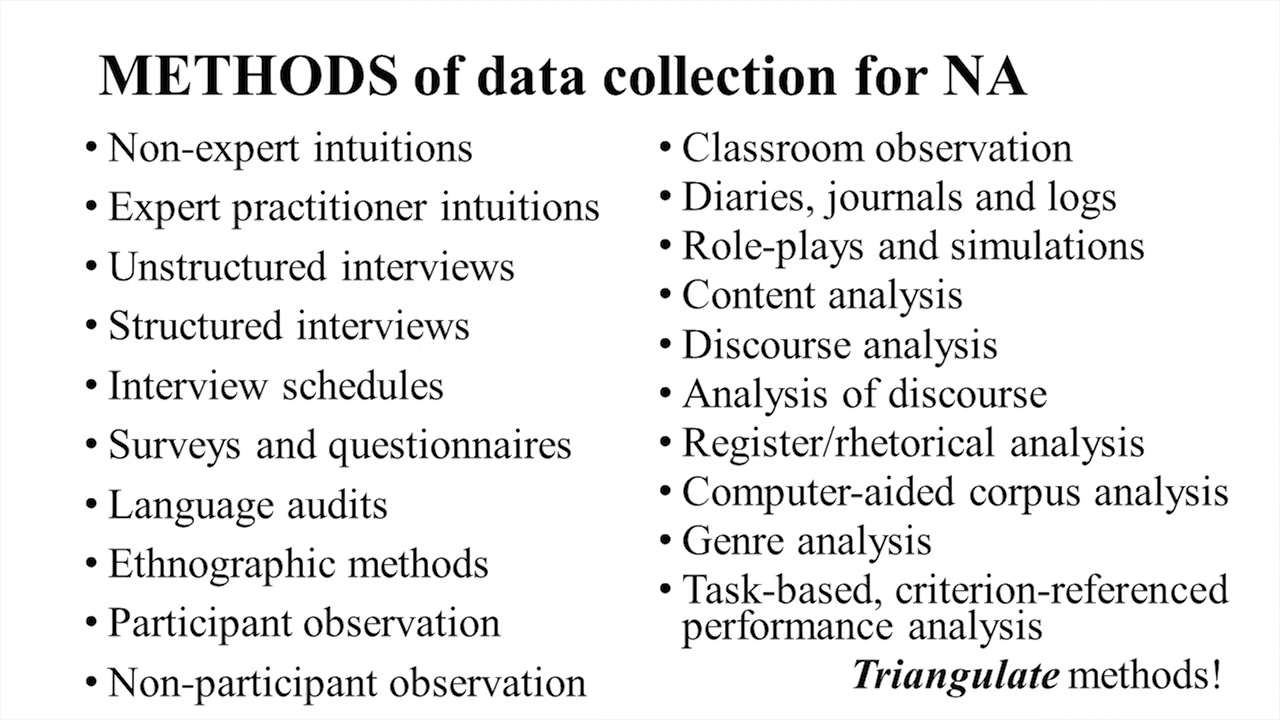 METHODS of data collection for NA
• Non-expert intuitions
• Expert practitioner intuitions
• Unstructured interviews
• Structured interviews
• Interview schedules
• Surveys and questionnaires
• Language audits
• Ethnographic methods
• Participant observation
• Non-participant observation
• Classroom observation
• Diaries, journals and logs
• Role-plays and simulations
• Content analysis
• Discourse analysis
• Analysis of discourse
• Register/rhetorical analysis
• Computer-aided corpus analysis
• Genre analysis
• Task-based, criterion-referenced
performance analysis
Triangulate methods!